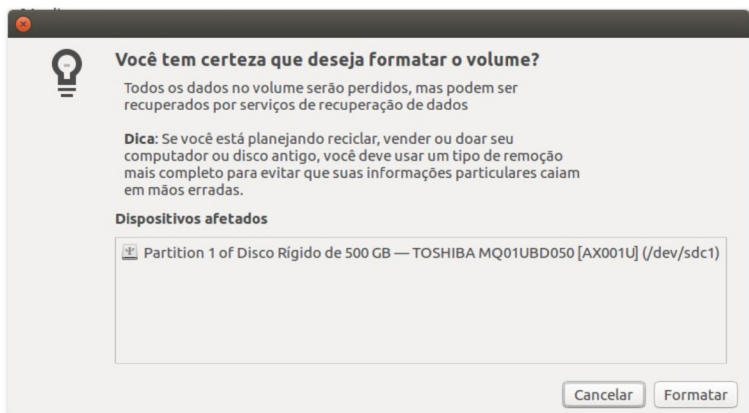 Você tem certeza que deseja formatar o volume?
Todos os dados no volume serão perdidos, mas podem ser
recuperados por serviços de recuperação de dados
Dica: Se você está planejando reciclar, vender ou doar seu
computador ou disco antigo, você deve usar um tipo de remoção
mais completo para evitar que suas informações particulares caiam
em mãos erradas.
Dispositivos afetados
Partition 1 of Disco Rígido de 500 GB — TOSHIBA MQ01UBD050 [AX001U] (/dev/sdc1)
Cancelar
Formatar